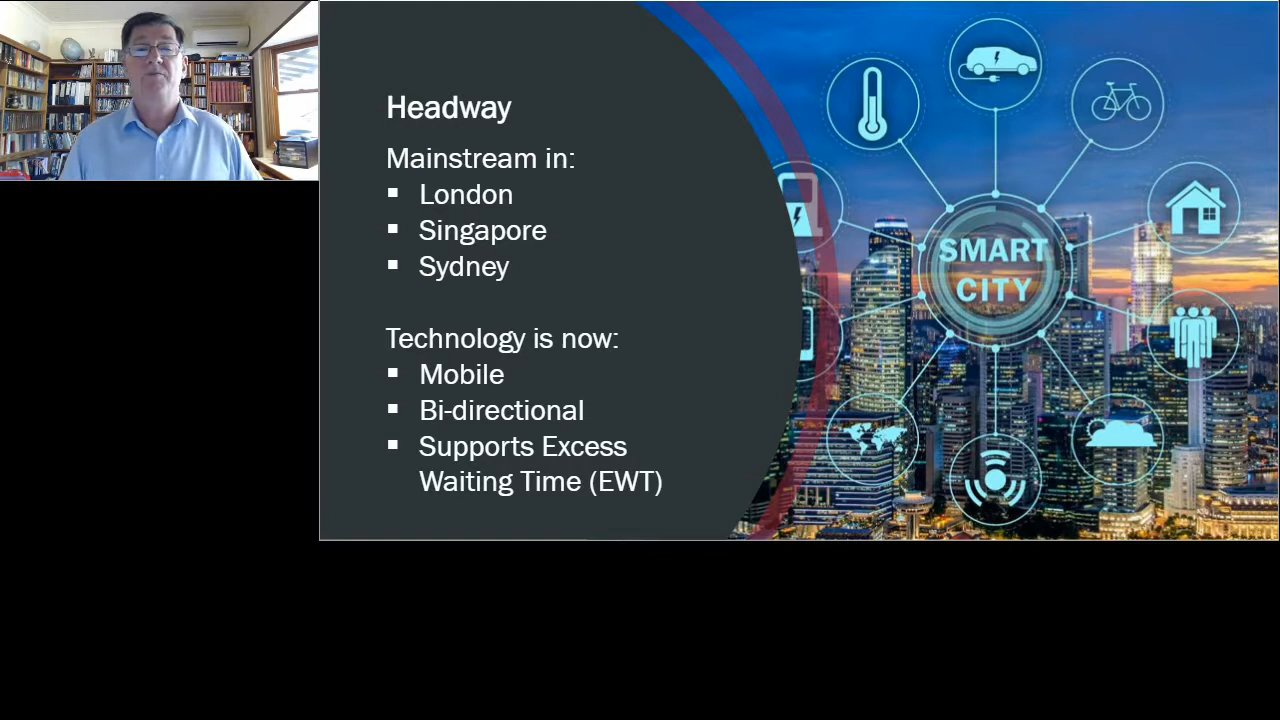 Headway
Mainstream in:
▪ London
▪ Singapore
▪ Sydney
Technology is now:
▪ Mobile
▪ Bi-directional
▪ Supports Excess
Waiting Time (EWT)
SMART
CITY